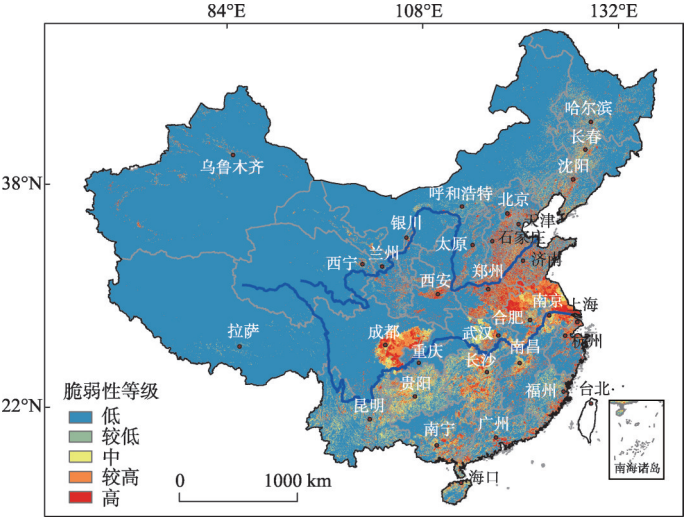 84°E
108°E
132°E
哈尔滨
长春
乌鲁木齐
沈阳
38°N
呼和浩特
北京
银川
天津
太原
石家庄
兰州
西宁
济南
西安
郑州
南京
上海
合肥
拉萨
成都
武汉
杭州
重庆
南昌
长沙
脆弱性等级
贵阳
福州
台北
22°N
昆明
低
较低
南宁
广州
中
较高
海口
南海诸岛
高
0
1000 km